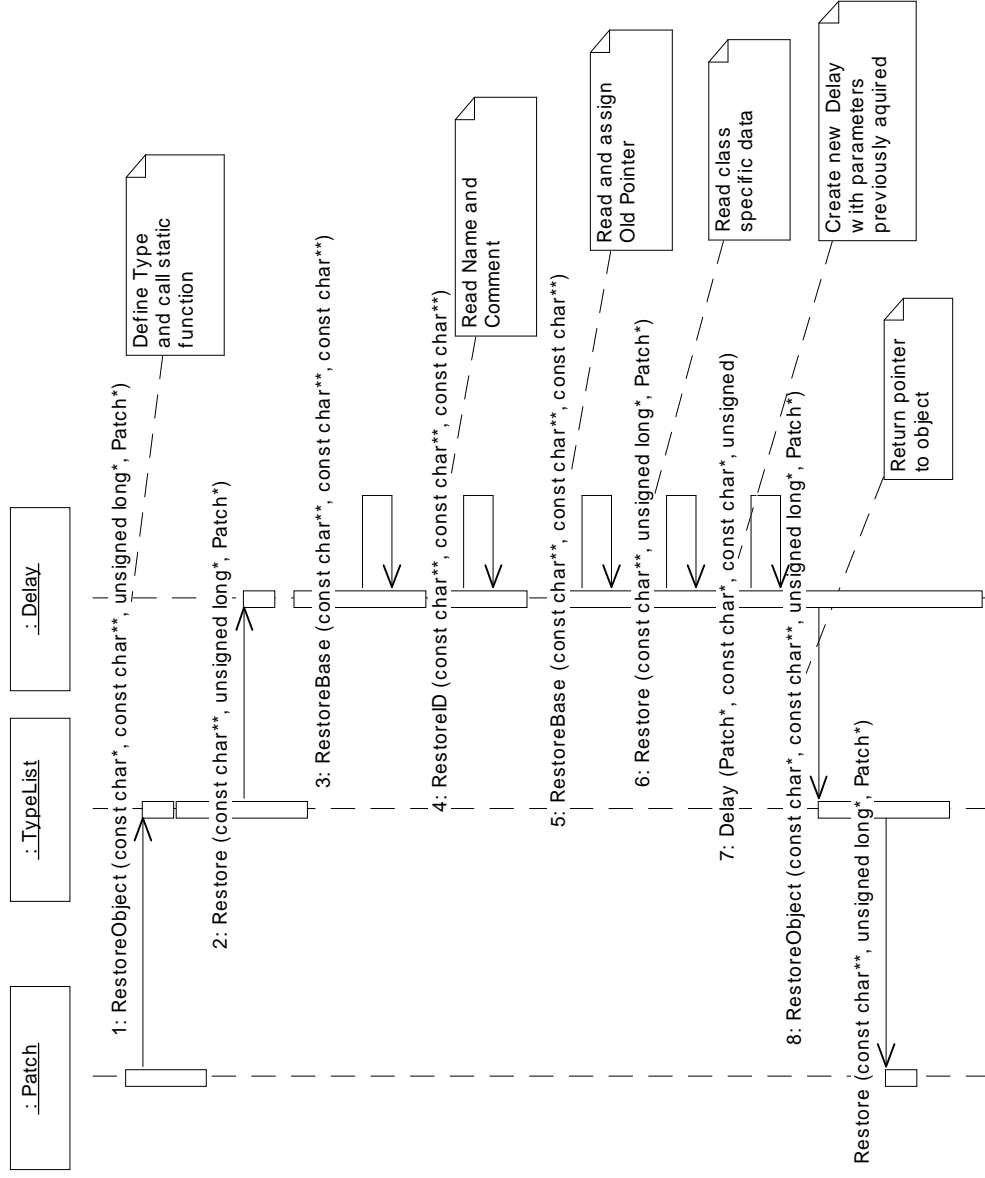 : Patch
: TypeList
: Delay
1: RestoreObject (const char*, const char**, unsigned long*, Patch*)
Define Type
and call static
function
2: Restore (const char**, unsigned long*, Patch*)
3: RestoreBase (const char**, const char**, const char**)
4: RestoreID (const char**, const char**, const char**)
Read Name and
Comment
5: RestoreBase (const char**, const char**, const char**)
Read and assign
Old Pointer
6: Restore (const char**, unsigned long*, Patch*)
Read class
specific data
7: Delay (Patch*, const char*, const char*, unsigned)
Create new Delay
with parameters
previously aquired
8: RestoreObject (const char*, const char**, unsigned long*, Patch*)
Return pointer
to object
Restore (const char**, unsigned long*, Patch*)